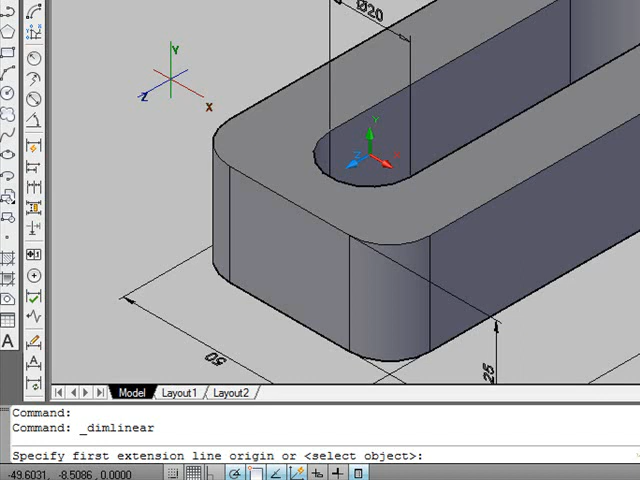 Ø20
Y
Z
X
Y
Z
X
50
25
A
A
Model Layout1 Layout2
Command:
Command: _dimlinear
Specify first extension line origin or <select object>:
-49.6031, -8.5086, 0.0000